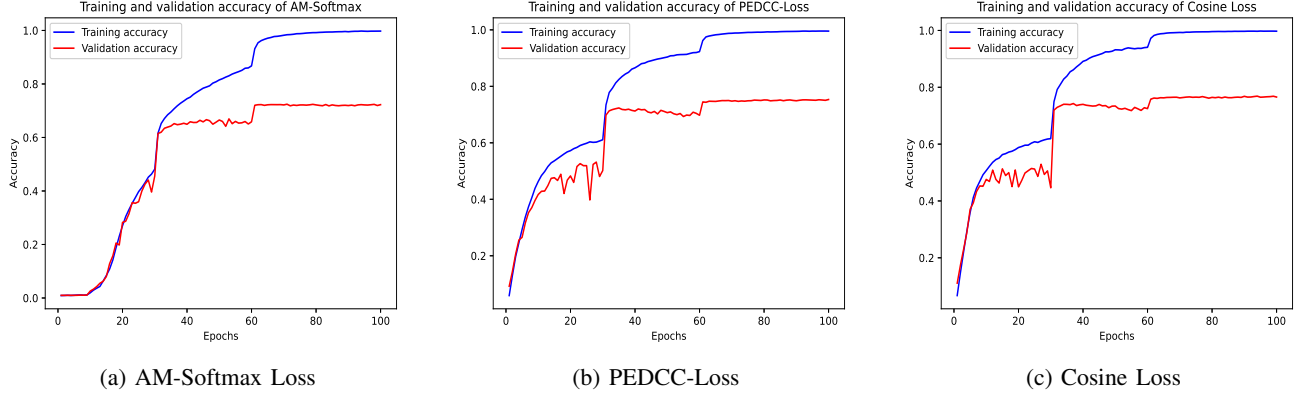 Training and validation accuracy of AM-Softmax
Training accuracy
Validation accuracy
1.0
0.8
0.6
0.4
0.2
0.0
Accuracy
0 20 40 60 80 100
Epochs
(a) AM-Softmax Loss
Training and validation accuracy of PEDCC-Loss
Training accuracy
Validation accuracy
1.0
0.8
0.6
0.4
0.2
Accuracy
0 20 40 60 80 100
Epochs
(b) PEDCC-Loss
Training and validation accuracy of Cosine Loss
Training accuracy
Validation accuracy
1.0
0.8
0.6
0.4
0.2
Accuracy
0 20 40 60 80 100
Epochs
(c) Cosine Loss